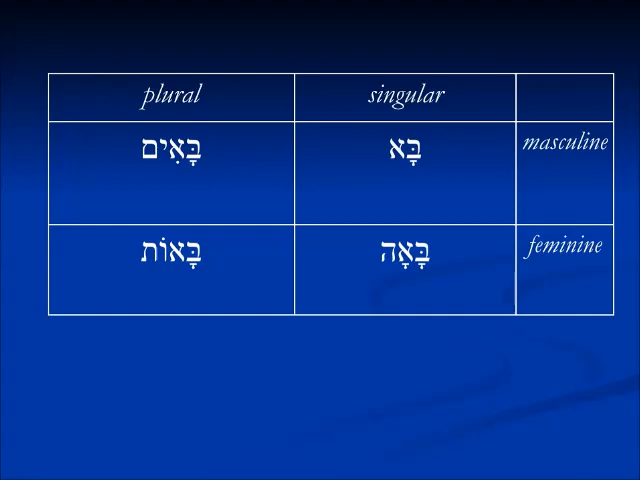 plural singular
בָּאִים בָּא masculine
בָּאוֹת בָּאָה feminine